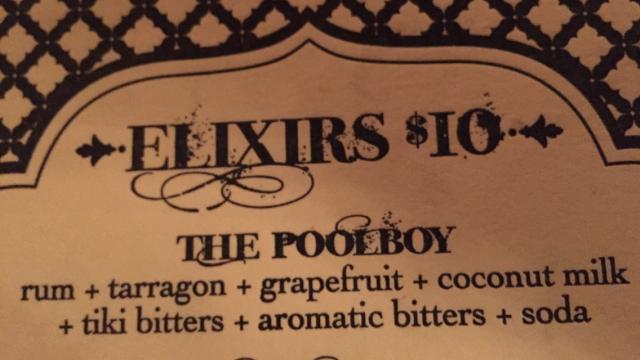 ELIXIRS $10
THE POOLBOY
rum + tarragon + grapefruit + coconut milk
+ tiki bitters + aromatic bitters + soda